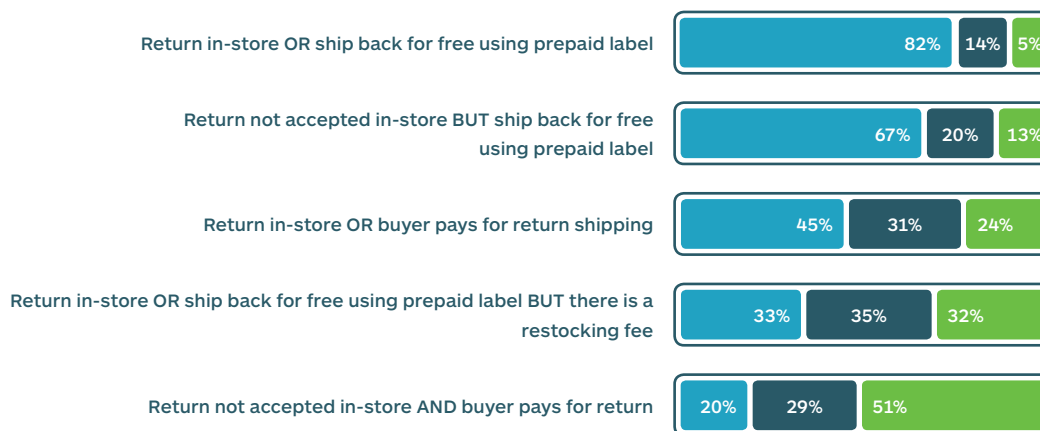 Return in-store OR ship back for free using prepaid label
82% 14% 5%
Return not accepted in-store BUT ship back for free
using prepaid label
67% 20% 13%
Return in-store OR buyer pays for return shipping
45% 31% 24%
Return in-store OR ship back for free using prepaid label BUT there is a
restocking fee
33% 35% 32%
Return not accepted in-store AND buyer pays for return
20% 29% 51%